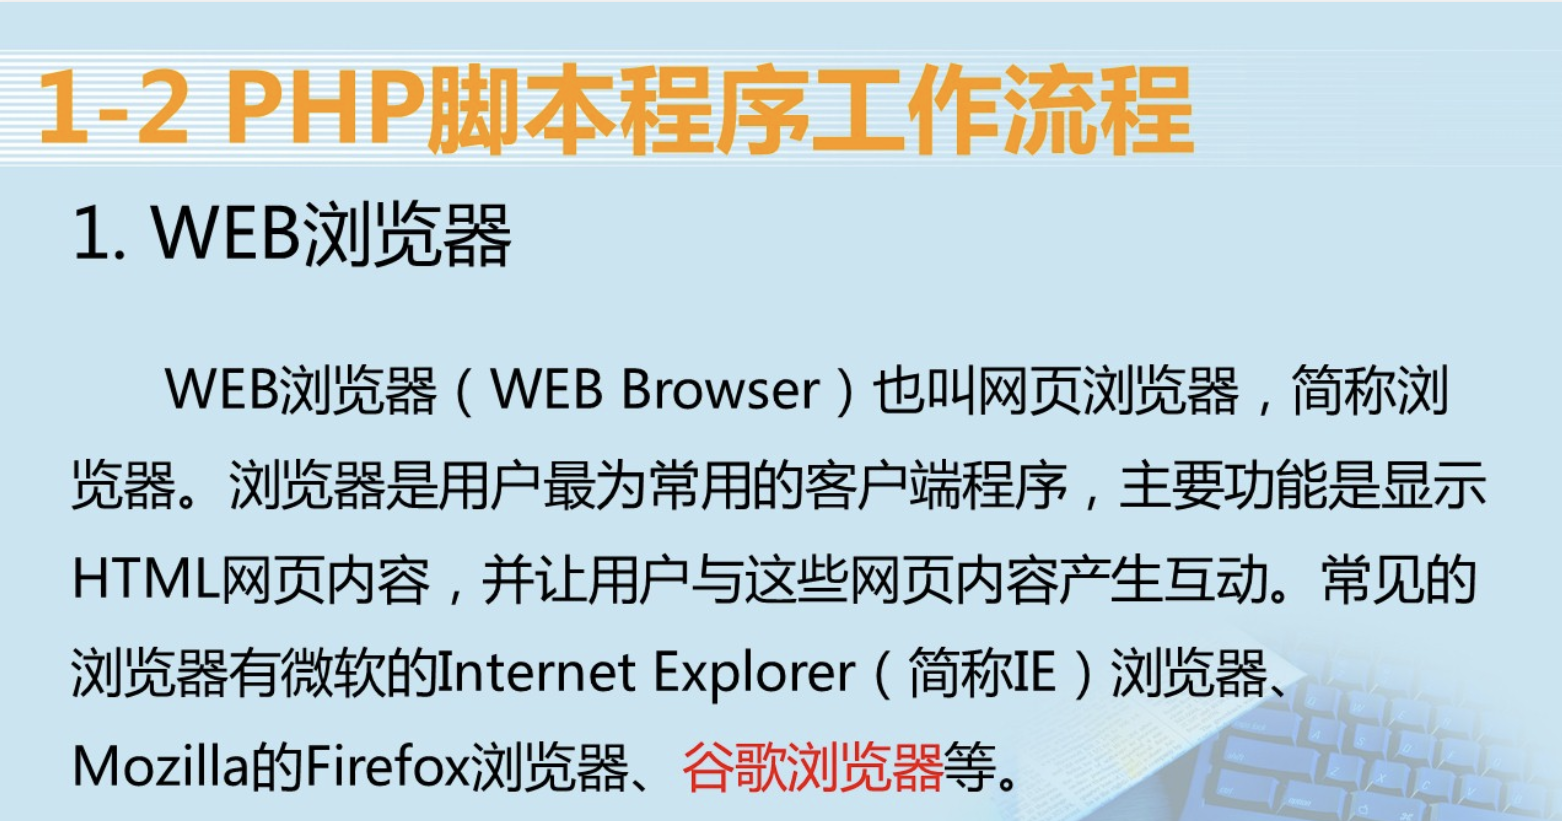 1-2 PHP脚本程序工作流程
1. WEB浏览器
WEB浏览器（WEB Browser）也叫网页浏览器，简称浏
览器。浏览器是用户最为常用的客户端程序，主要功能是显示
HTML网页内容，并让用户与这些网页内容产生互动。常见的
浏览器有微软的Internet Explorer（简称IE）浏览器、
Mozilla的Firefox浏览器、谷歌浏览器等。